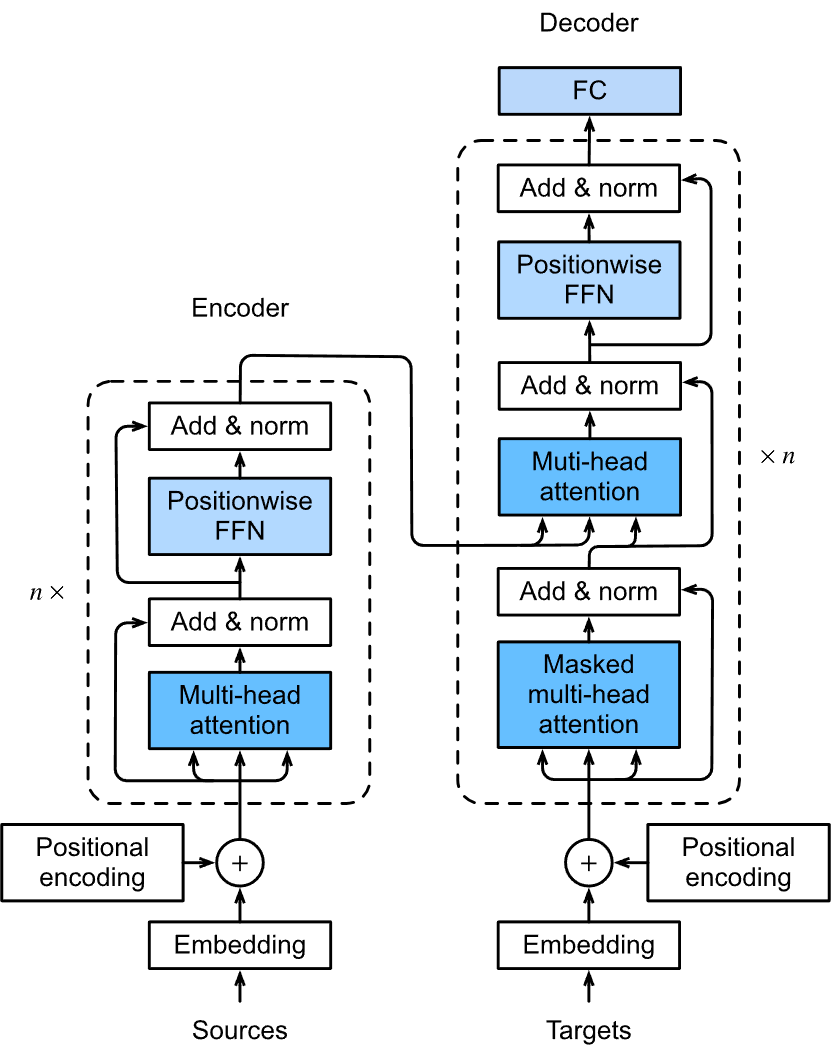 Decoder
FC
Add & norm
Positionwise
FFN
Add & norm
Muti-head
attention
× n
Add & norm
Masked
multi-head
attention
Positional
encoding
+
Embedding
Targets
Encoder
Add & norm
Positionwise
FFN
n ×
Add & norm
Multi-head
attention
Positional
encoding
+
Embedding
Sources